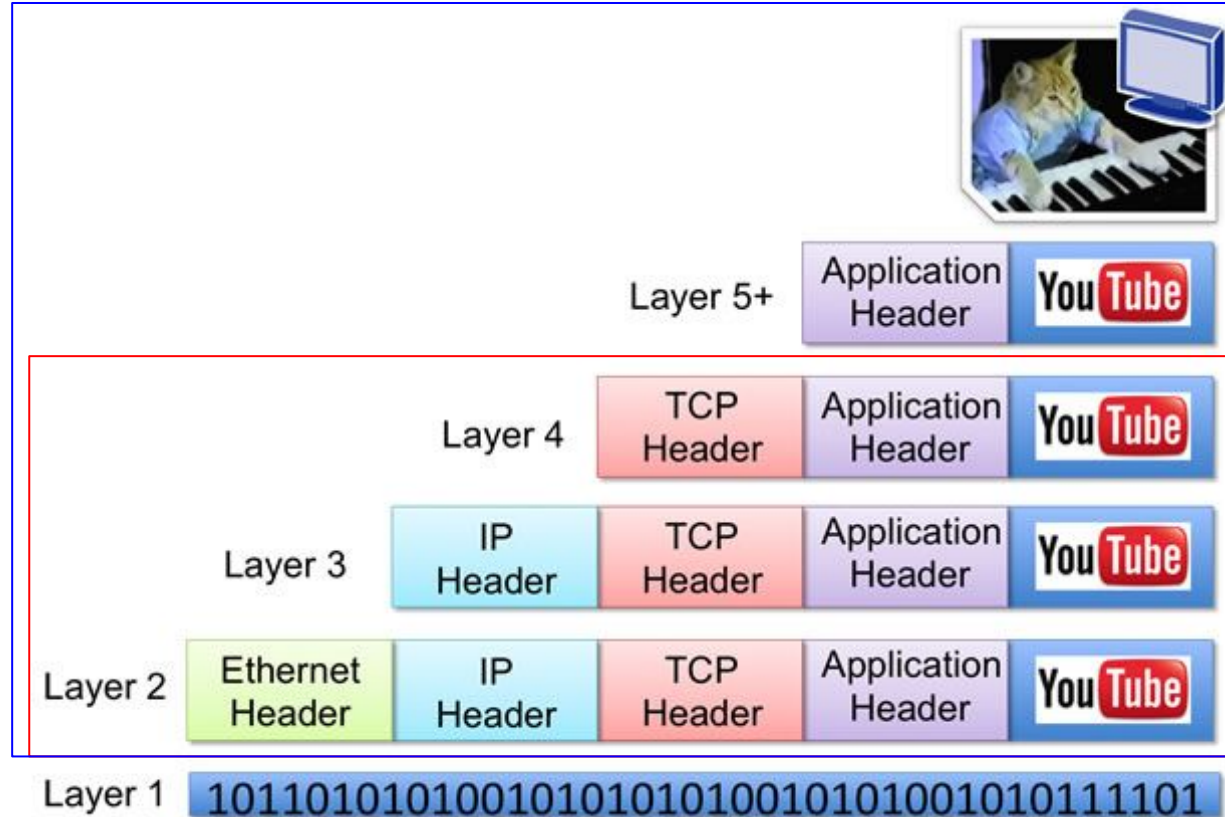 Layer 5+
Application
Header
YouTube
Layer 4
TCP
Header
Application
Header
YouTube
Layer 3
IP
Header
TCP
Header
Application
Header
YouTube
Layer 2
Ethernet
Header
IP
Header
TCP
Header
Application
Header
YouTube
Layer 1
1011010101001010101010010101001010111101